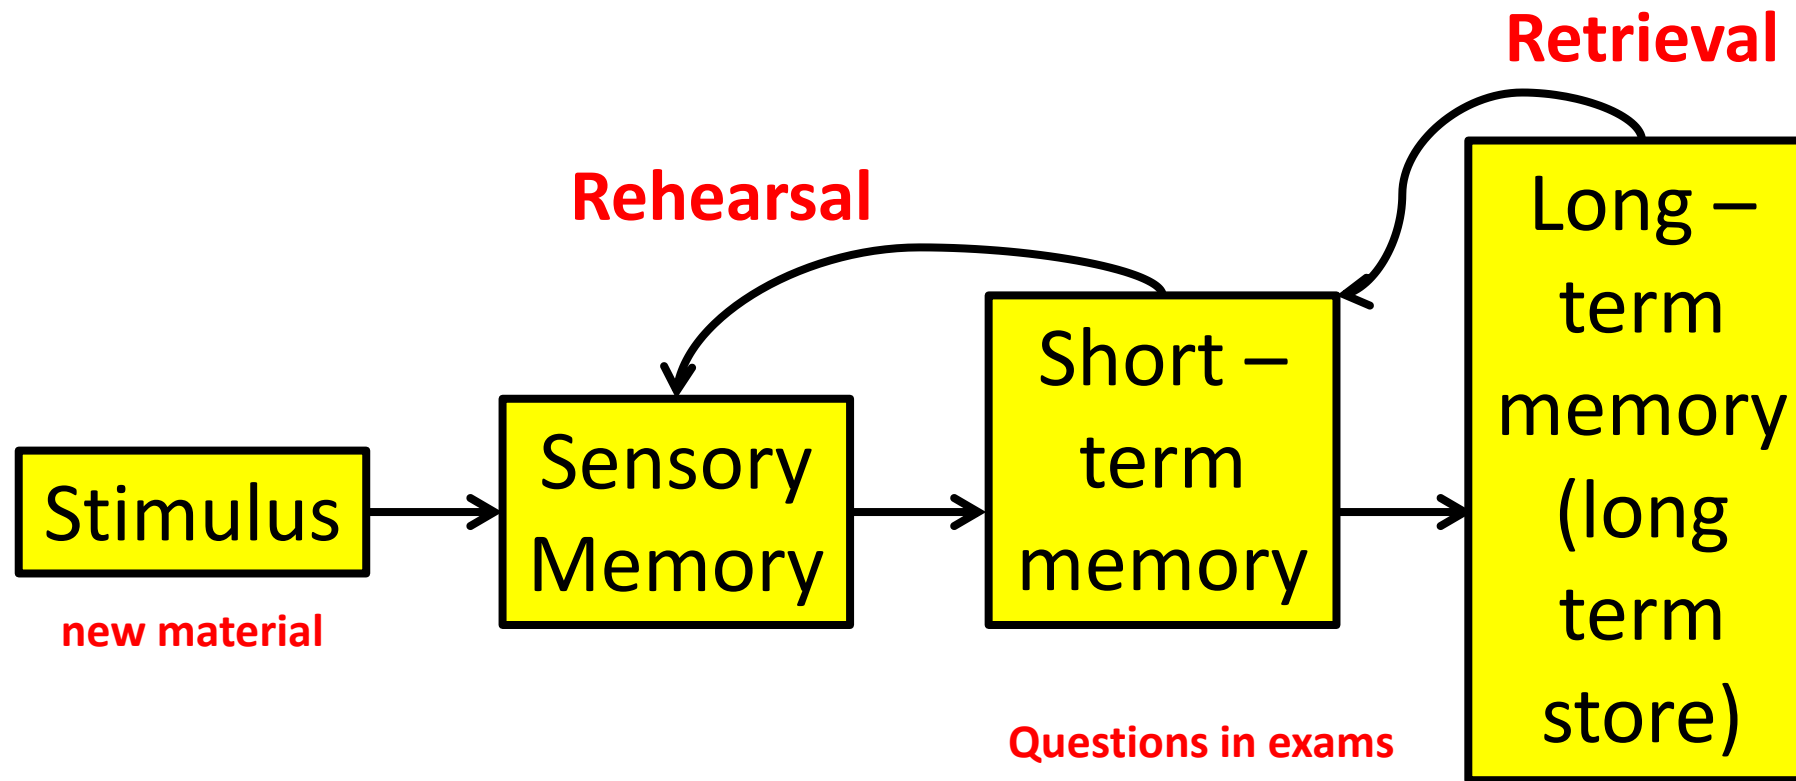 Retrieval
Rehearsal
Stimulus
new material
Sensory
Memory
Short –
term
memory
Questions in exams
Long –
term
memory
(long
term
store)